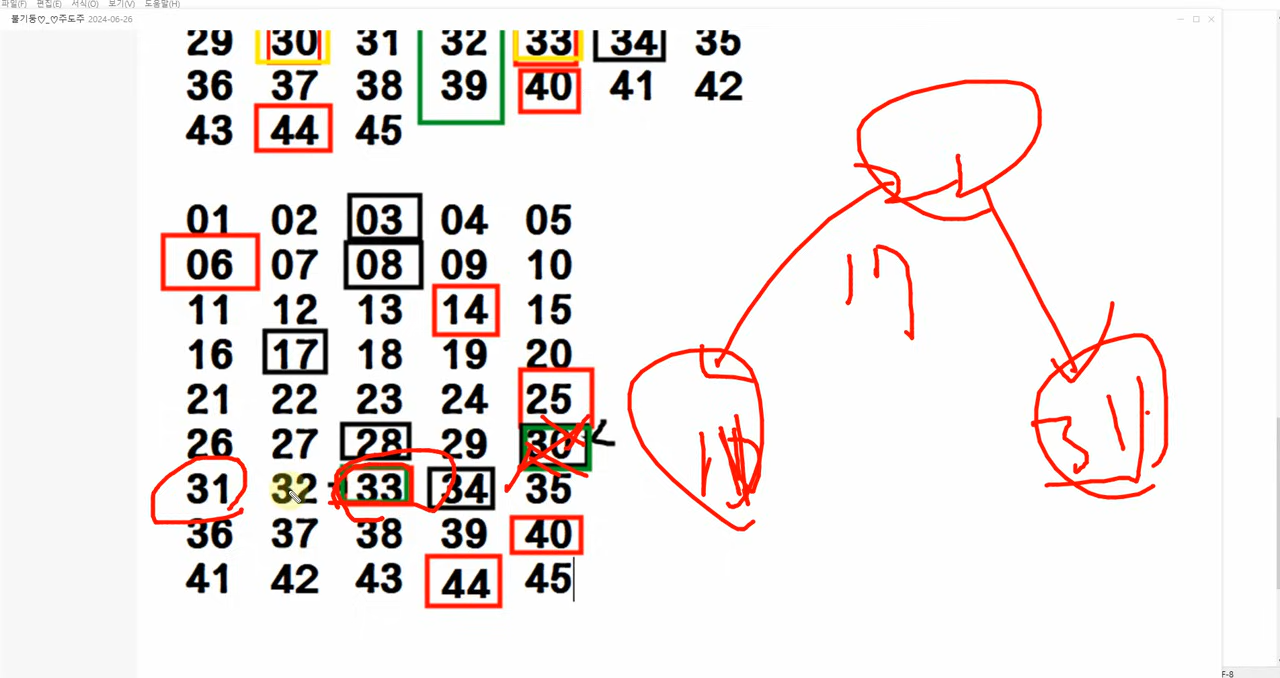 파일(F) 편집(E) 서식(O) 보기(V) 도움말(H)
물기둥♡_♡주도주 2024-06-26
29 30 31 32 33 34 35
36 37 38 39 40 41 42
43 44 45
01 02 03 04 05
06 07 08 09 10
11 12 13 14 15
16 17 18 19 20
21 22 23 24 25
26 27 28 29 30
31 32 33 34 35
36 37 38 39 40
41 42 43 44 45
17
31
F-8